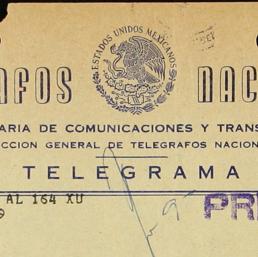 ESTADOS UNIDOS MEXICANOS
AFOS NAC
ARIA DE COMUNICACIONES Y TRANS
CCION GENERAL DE TELEGRAFOS NACION
TELEGRAMA
AL 164 XU
9
PR